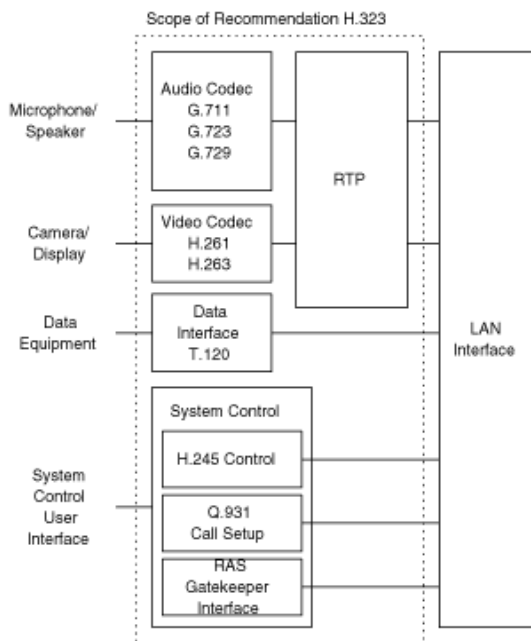 Scope of Recommendation H.323
Microphone/
Speaker
Audio Codec
G.711
G.723
G.729
RTP
Camera/
Display
Video Codec
H.261
H.263
Data
Equipment
Data
Interface
T.120
LAN
Interface
System Control
H.245 Control
System
Control
User
Interface
Q.931
Call Setup
RAS
Gatekeeper
Interface